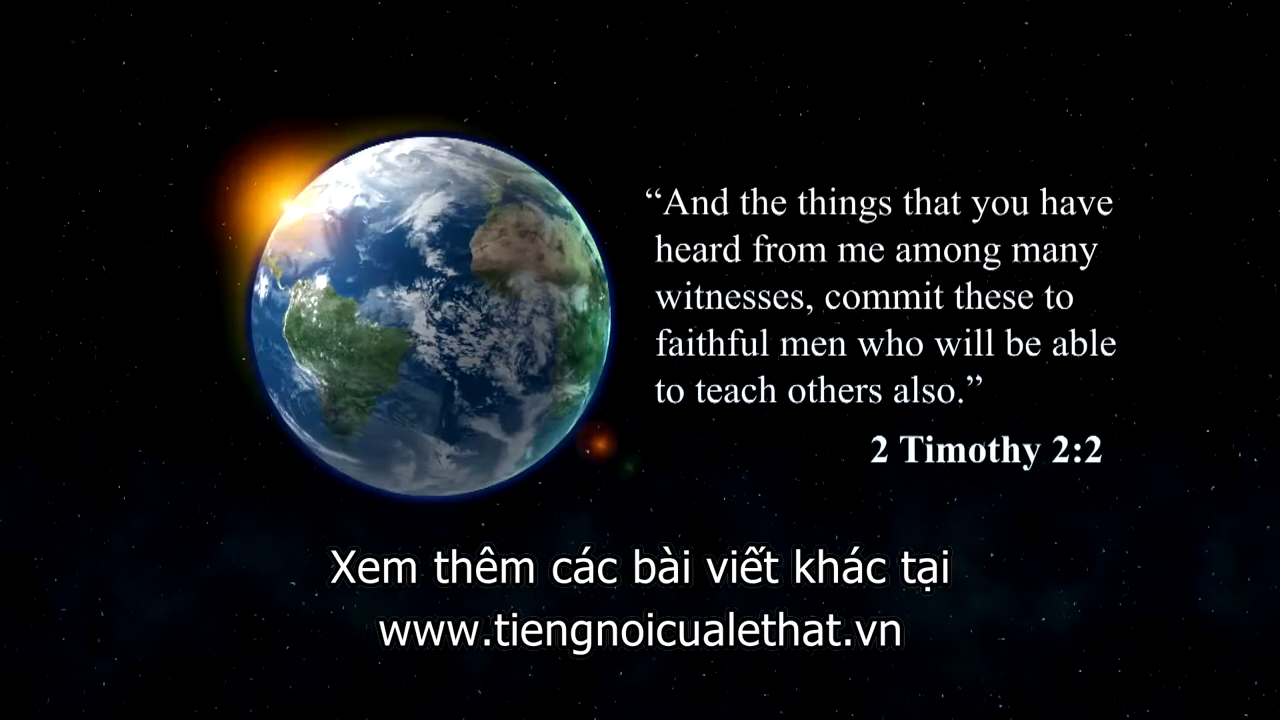 “And the things that you have
heard from me among many
witnesses, commit these to
faithful men who will be able
to teach others also.”
2 Timothy 2:2
Xem thêm các bài viết khác tại
www.tiengnoicualethat.vn